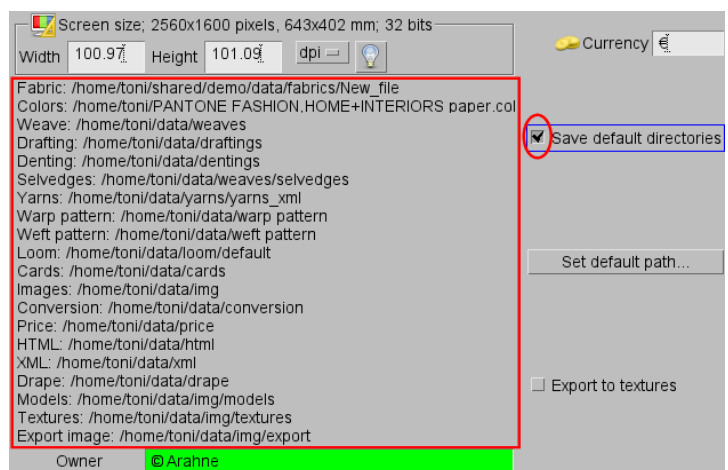 Screen size; 2560x1600 pixels, 643x402 mm; 32 bits
Width 100.97 Height 101.09 dpi
Currency €
Fabric: /home/toni/shared/demo/data/fabrics/New_file
Colors: /home/toni/PANTONE FASHION,HOME+INTERIORS paper.col
Weave: /home/toni/data/weaves
Drafting: /home/toni/data/draftings
Denting: /home/toni/data/dentings
Selvedges: /home/toni/data/weaves/selvedges
Yarns: /home/toni/data/yarns/yarns_xml
Warp pattern: /home/toni/data/warp pattern
Weft pattern: /home/toni/data/weft pattern
Loom: /home/toni/data/loom/default
Cards: /home/toni/data/cards
Images: /home/toni/data/img
Conversion: /home/toni/data/conversion
Price: /home/toni/data/price
HTML: /home/toni/data/html
XML: /home/toni/data/xml
Drape: /home/toni/data/drape
Models: /home/toni/data/img/models
Textures: /home/toni/data/img/textures
Export image: /home/toni/data/img/export
Save default directories
Set default path...
Export to textures
Owner © Arahne